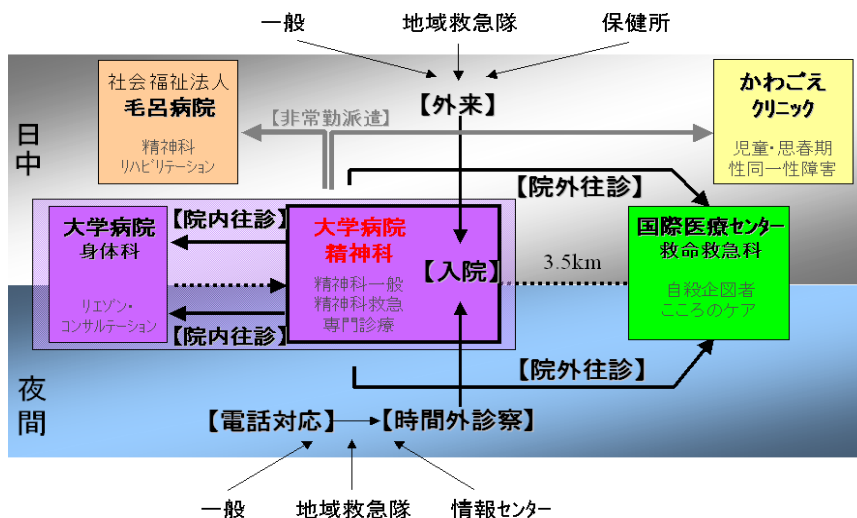 一般
地域救急隊
保健所
社会福祉法人
毛呂病院
精神科
リハビリテーション
【非常勤派遣】
【外来】
かわごえ
クリニック
児童・思春期
性同一性障害
日中
【院外往診】
大学病院
身体科
リエゾン・
コンサルテーション
【院内往診】
大学病院
精神科
精神科一般
精神科救急
専門診療
【入院】
3.5km
国際医療センター
救命救急科
自殺企図者
こころのケア
【院内往診】
【院外往診】
夜間
【電話対応】
【時間外診察】
一般
地域救急隊
情報センター